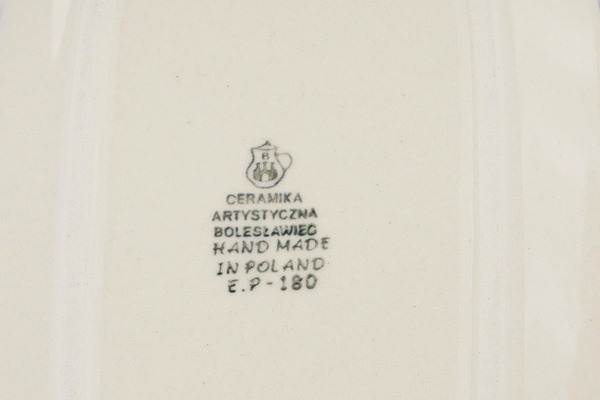 B
CERAMIKA
ARTYSTYCZNA
BOLESŁAWIEC
HAND MADE
IN POLAND
E.P-180